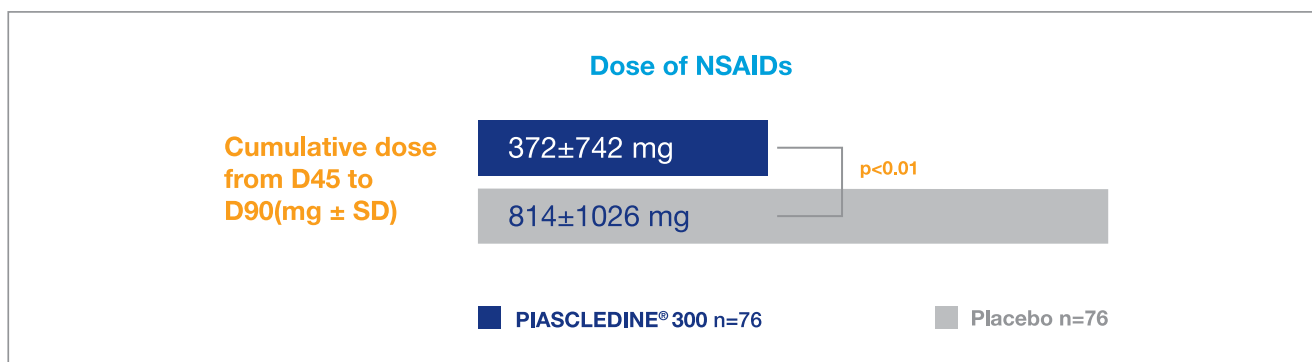 Dose of NSAIDs
Cumulative dose
from D45 to
D90(mg ± SD)
372±742 mg
814±1026 mg
p<0.01
PIASCLEDINE® 300 n=76
Placebo n=76